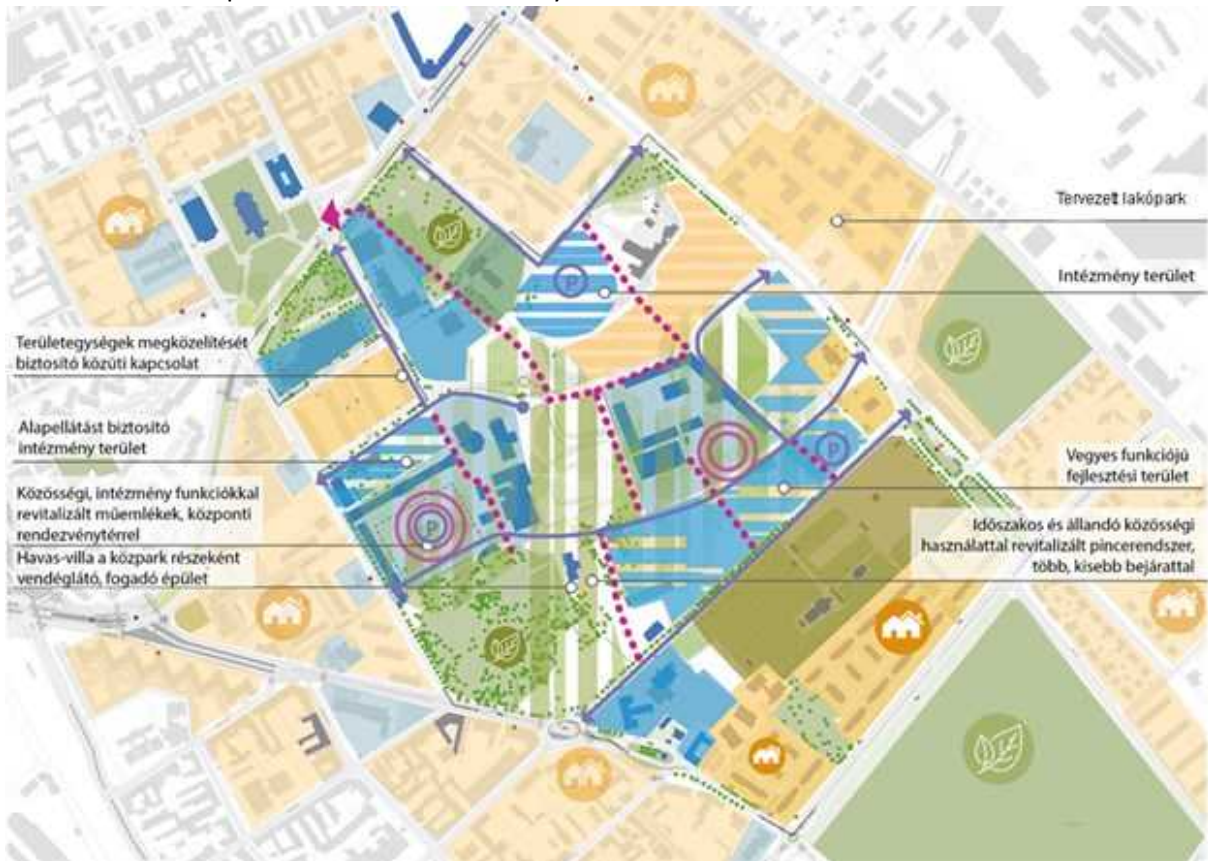 Tervezett lakópark
Intézmény terület
Területegységek megközelítését
biztosító közúti kapcsolat
Alapellátást biztosító
intézmény terület
Közösségi, intézmény funkciókkal
revitalizált műemlékek, központi
rendezvénytérrel
Havas-villa a közpark részeként
vendéglátó, fogadó épület
Vegyes funkciójú
fejlesztési terület
Időszakos és állandó közösségi
használattal revitalizált pincerendszer,
több, kisebb bejárattal
P
P
P